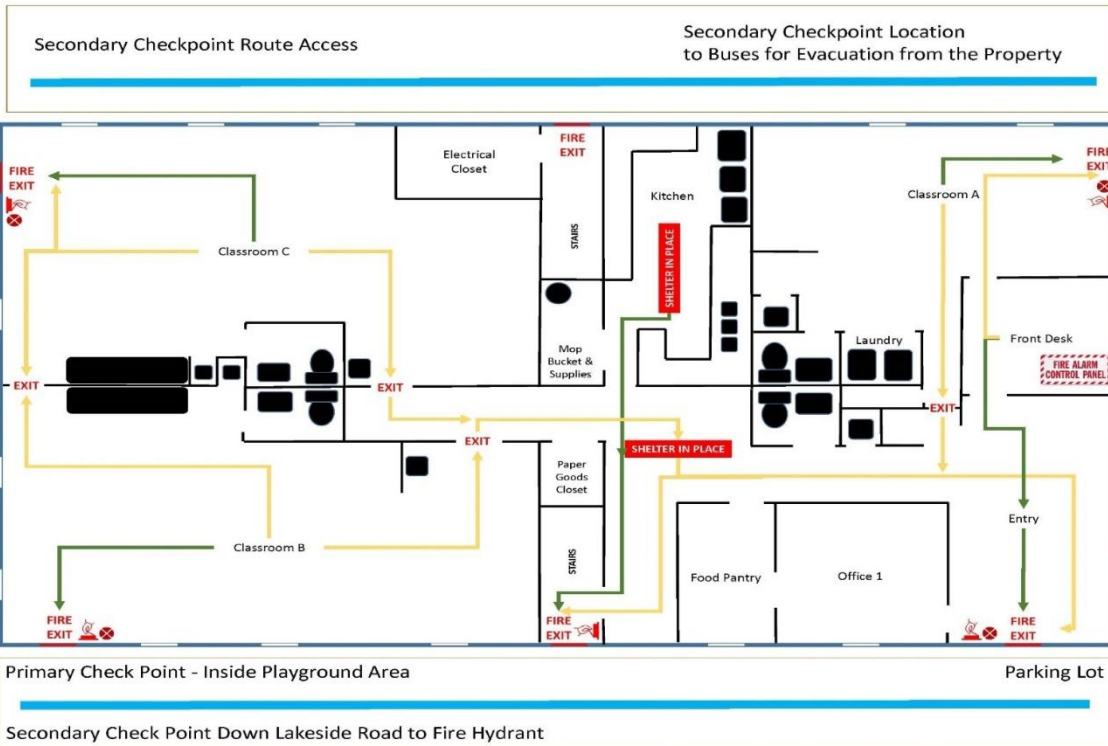 Secondary Checkpoint Route Access
Secondary Checkpoint Location
to Buses for Evacuation from the Property
FIRE
EXIT
Electrical
Closet
FIRE
EXIT
STAIRS
Kitchen
SHELTER IN PLACE
Classroom A
FIRE
EXIT
Classroom C
Mop
Bucket &
Supplies
Laundry
Front Desk
FIRE ALARM
CONTROL PANEL
EXIT
EXIT
EXIT
EXIT
SHELTER IN PLACE
Paper
Goods
Closet
STAIRS
Classroom B
Food Pantry
Office 1
Entry
FIRE
EXIT
FIRE
EXIT
FIRE
EXIT
Primary Check Point - Inside Playground Area
Parking Lot
Secondary Check Point Down Lakeside Road to Fire Hydrant